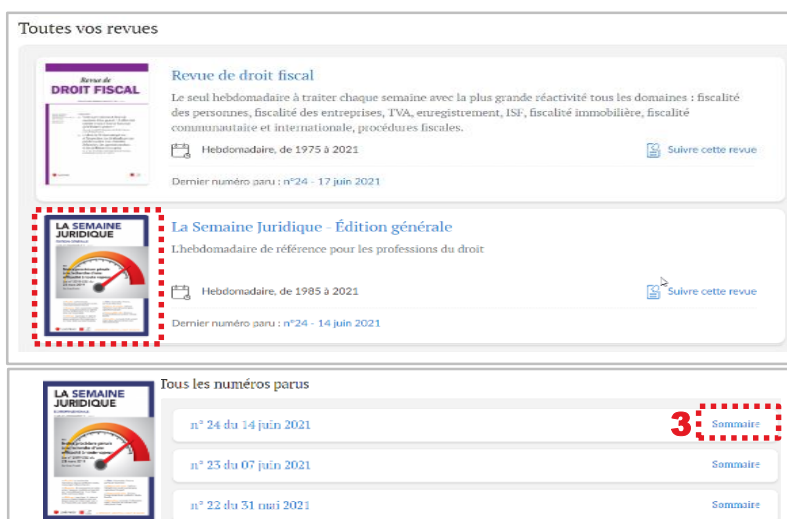 Toutes vos revues
Revue de
DROIT FISCAL
Revue de droit fiscal
Le seul hebdomadaire à traiter chaque semaine avec la plus grande réactivité tous les domaines : fiscalité
des personnes, fiscalité des entreprises, TVA, enregistrement, ISF, fiscalité immobilière, fiscalité
communautaire et internationale, procédures fiscales.
Hebdomadaire, de 1975 à 2021
Suivre cette revue
Dernier numéro paru : n°24 - 17 juin 2021
LA SEMAINE
JURIDIQUE
La Semaine Juridique - Édition générale
L'hebdomadaire de référence pour les professions du droit
Hebdomadaire, de 1985 à 2021
Suivre cette revue
Dernier numéro paru : n°24 - 14 juin 2021
LA SEMAINE
JURIDIQUE
Tous les numéros parus
n° 24 du 14 juin 2021
3
Sommaire
n° 23 du 07 juin 2021
Sommaire
n° 22 du 31 mai 2021
Sommaire